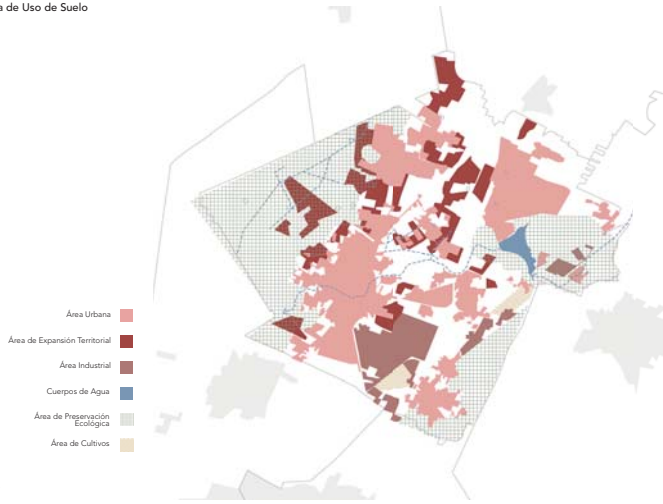 de Uso de Suelo
Área Urbana
Área de Expansión Territorial
Área Industrial
Cuerpos de Agua
Área de Preservación
Ecológica
Área de Cultivos